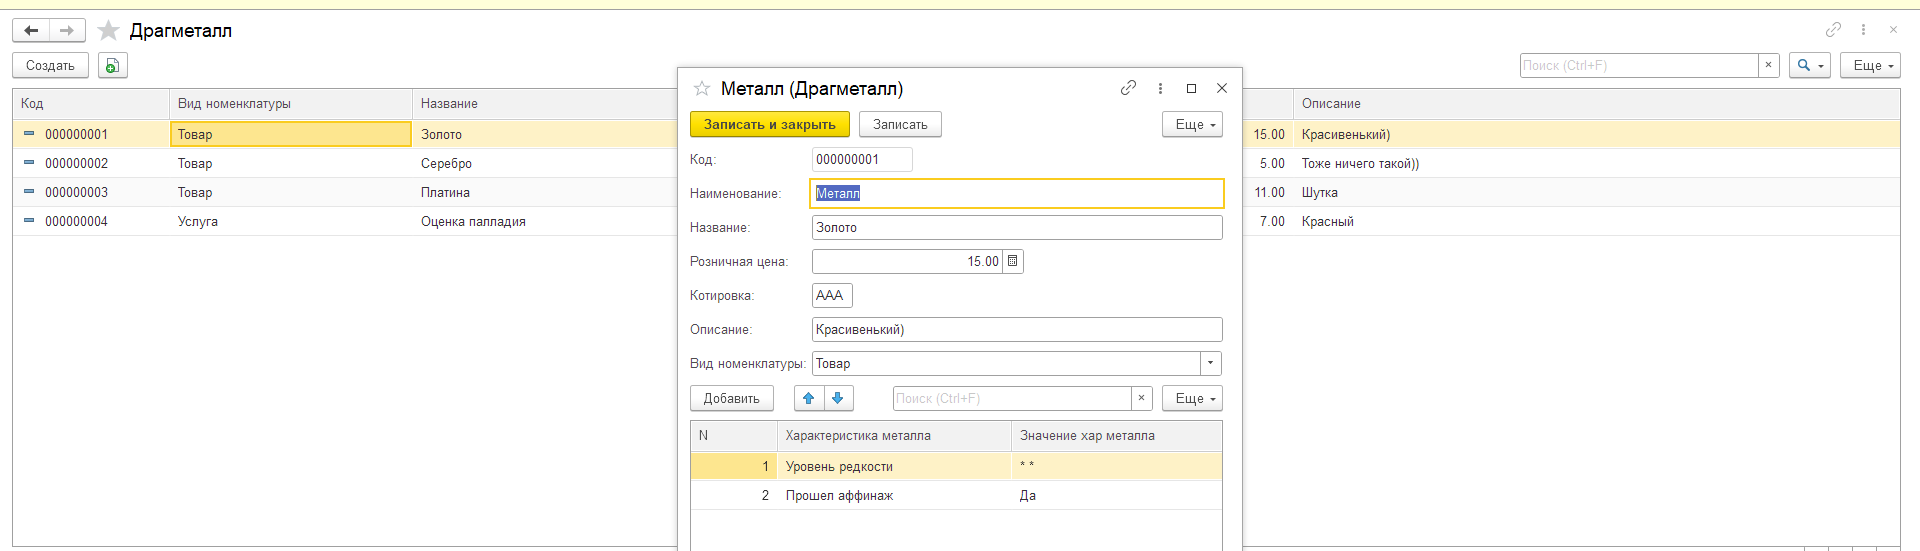 Драгметалл
Создать
Поиск (Ctrl+F) × Еще
Код Вид номенклатуры Название Описание
000000001 Товар Золото 15.00 Красивенький)
000000002 Товар Серебро 5.00 Тоже ничего такой))
000000003 Товар Платина 11.00 Шутка
000000004 Услуга Оценка палладия 7.00 Красный
Металл (Драгметалл)
Записать и закрыть Записать Еще
Код: 000000001
Наименование: Металл
Название: Золото
Розничная цена: 15.00
Котировка: ААА
Описание: Красивенький)
Вид номенклатуры: Товар
Добавить Поиск (Ctrl+F) × Еще
N Характеристика металла Значение хар металла
1 Уровень редкости * *
2 Прошел аффинаж Да